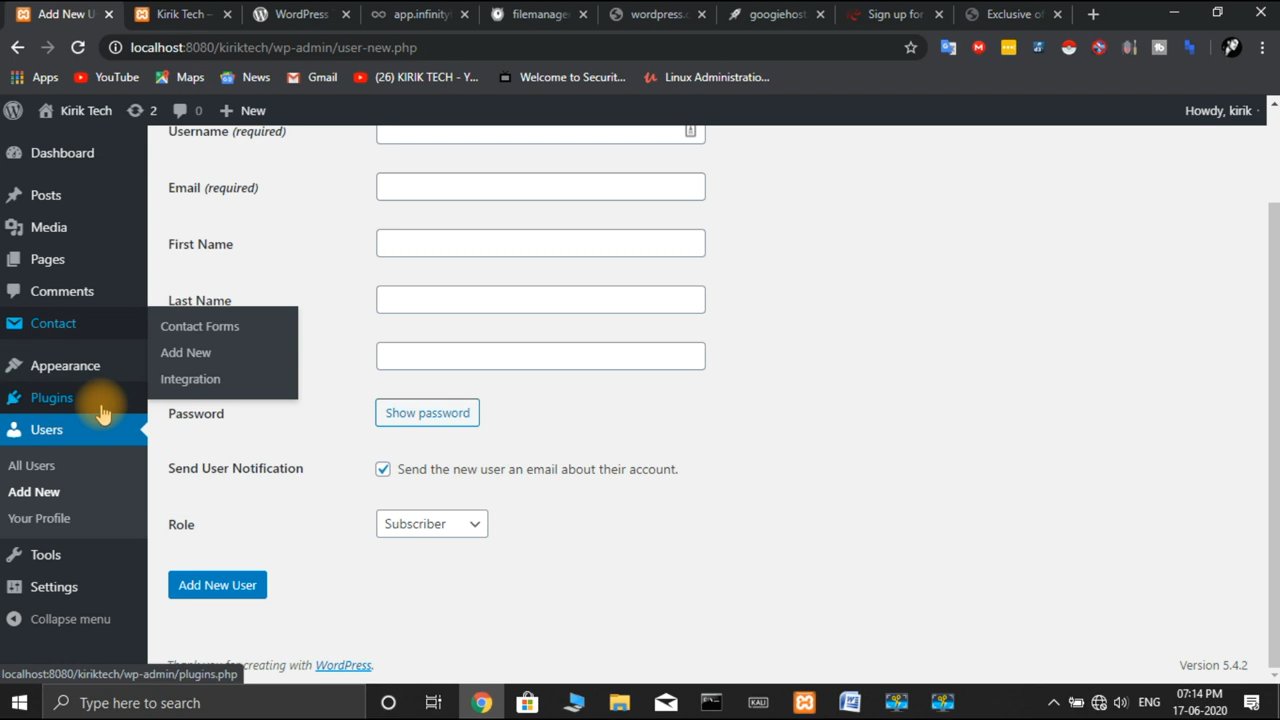 Add New U
Kirik Tech –
WordPress
app.infinity
filemanager
wordpress.c
googiehost
Sign up for
Exclusive of
localhost:8080/kiriktech/wp-admin/user-new.php
Apps
YouTube
Maps
News
Gmail
(26) KIRIK TECH - Y...
Welcome to Securit...
Linux Administratio...
Kirik Tech
2
0
New
Howdy, kirik
Dashboard
Posts
Media
Pages
Comments
Contact
Appearance
Plugins
Users
All Users
Add New
Your Profile
Tools
Settings
Collapse menu
Contact Forms
Add New
Integration
Username (required)
Email (required)
First Name
Last Name
Password
Show password
Send User Notification
Send the new user an email about their account.
Role
Subscriber
Add New User
creating with WordPress.
Version 5.4.2
localhost:8080/kiriktech/wp-admin/plugins.php
Type here to search
KALI
ENG
07:14 PM
17-06-2020